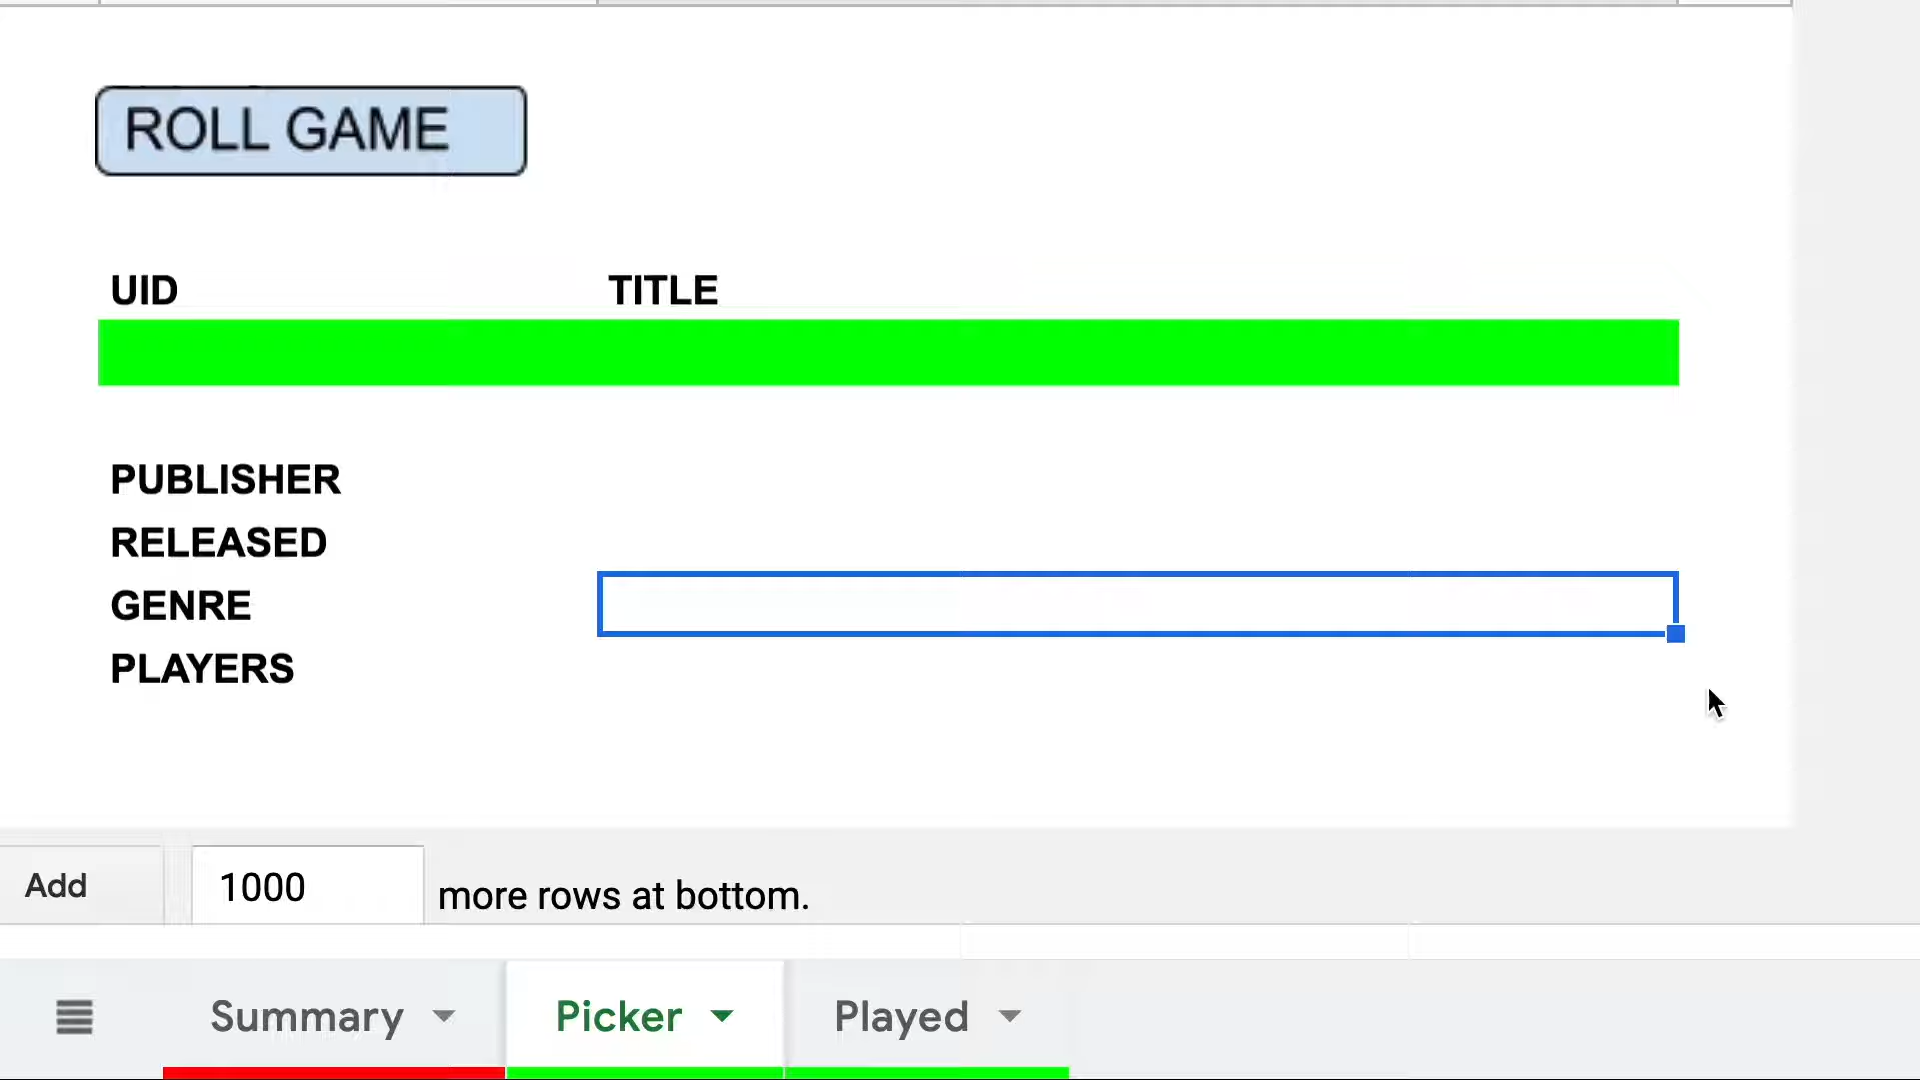 ROLL GAME
UID TITLE
PUBLISHER
RELEASED
GENRE
PLAYERS
Add 1000 more rows at bottom.
Summary Picker Played